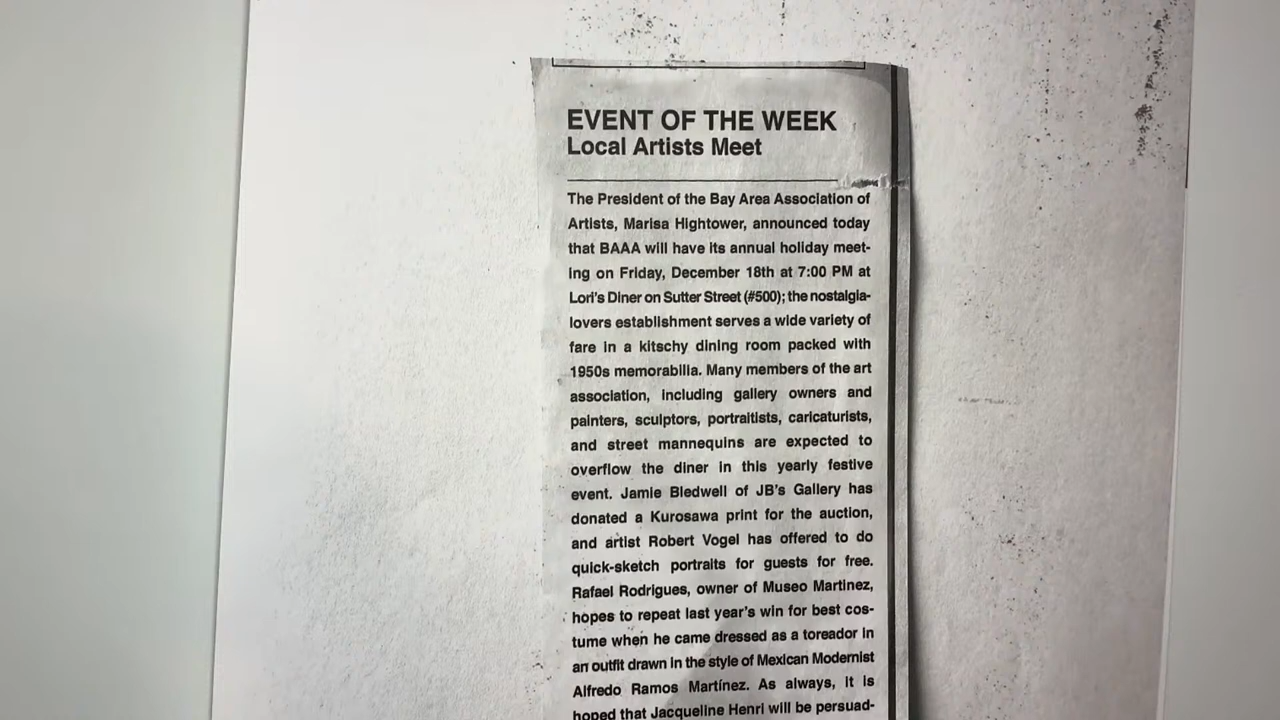 EVENT OF THE WEEK
Local Artists Meet
The President of the Bay Area Association of
Artists, Marisa Hightower, announced today
that BAAA will have its annual holiday meet-
ing on Friday, December 18th at 7:00 PM at
Lori's Diner on Sutter Street (#500); the nostalgia-
lovers establishment serves a wide variety of
fare in a kitschy dining room packed with
1950s memorabilia. Many members of the art
association, including gallery owners and
painters, sculptors, portraitists, caricaturists,
and street mannequins are expected to
overflow the diner in this yearly festive
event. Jamie Bledwell of JB's Gallery has
donated a Kurosawa print for the auction,
and artist Robert Vogel has offered to do
quick-sketch portraits for guests for free.
Rafael Rodrigues, owner of Museo Martinez,
hopes to repeat last year's win for best cos-
tume when he came dressed as a toreador in
an outfit drawn in the style of Mexican Modernist
Alfredo Ramos Martínez. As always, it is
hoped that Jacqueline Henri will be persuad-